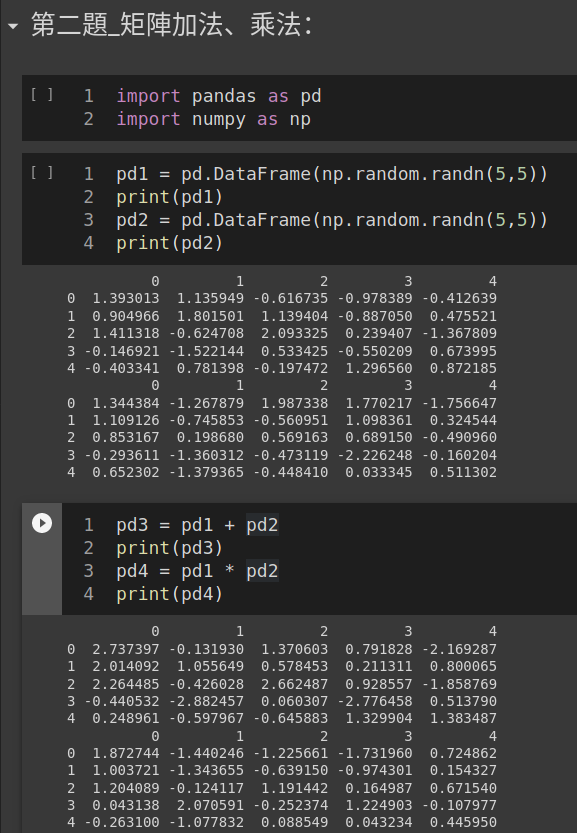 第二題_矩陣加法、乘法：
[ ] 1 import pandas as pd
2 import numpy as np
[ ] 1 pd1 = pd.DataFrame(np.random.randn(5,5))
2 print(pd1)
3 pd2 = pd.DataFrame(np.random.randn(5,5))
4 print(pd2)
0 1 2 3 4
0 1.393013 1.135949 -0.616735 -0.978389 -0.412639
1 0.904966 1.801501 1.139404 -0.887050 0.475521
2 1.411318 -0.624708 2.093325 0.239407 -1.367809
3 -0.146921 -1.522144 0.533425 -0.550209 0.673995
4 -0.403341 0.781398 -0.197472 1.296560 0.872185
0 1 2 3 4
0 1.344384 -1.267879 1.987338 1.770217 -1.756647
1 1.109126 -0.745853 -0.560951 1.098361 0.324544
2 0.853167 0.198680 0.569163 0.689150 -0.490960
3 -0.293611 -1.360312 -0.473119 -2.226248 -0.160204
4 0.652302 -1.379365 -0.448410 0.033345 0.511302
1 pd3 = pd1 + pd2
2 print(pd3)
3 pd4 = pd1 * pd2
4 print(pd4)
0 1 2 3 4
0 2.737397 -0.131930 1.370603 0.791828 -2.169287
1 2.014092 1.055649 0.578453 0.211311 0.800065
2 2.264485 -0.426028 2.662487 0.928557 -1.858769
3 -0.440532 -2.882457 0.060307 -2.776458 0.513790
4 0.248961 -0.597967 -0.645883 1.329904 1.383487
0 1 2 3 4
0 1.872744 -1.440246 -1.225661 -1.731960 0.724862
1 1.003721 -1.343655 -0.639150 -0.974301 0.154327
2 1.204089 -0.124117 1.191442 0.164987 0.671540
3 0.043138 2.070591 -0.252374 1.224903 -0.107977
4 -0.263100 -1.077832 0.088549 0.043234 0.445950